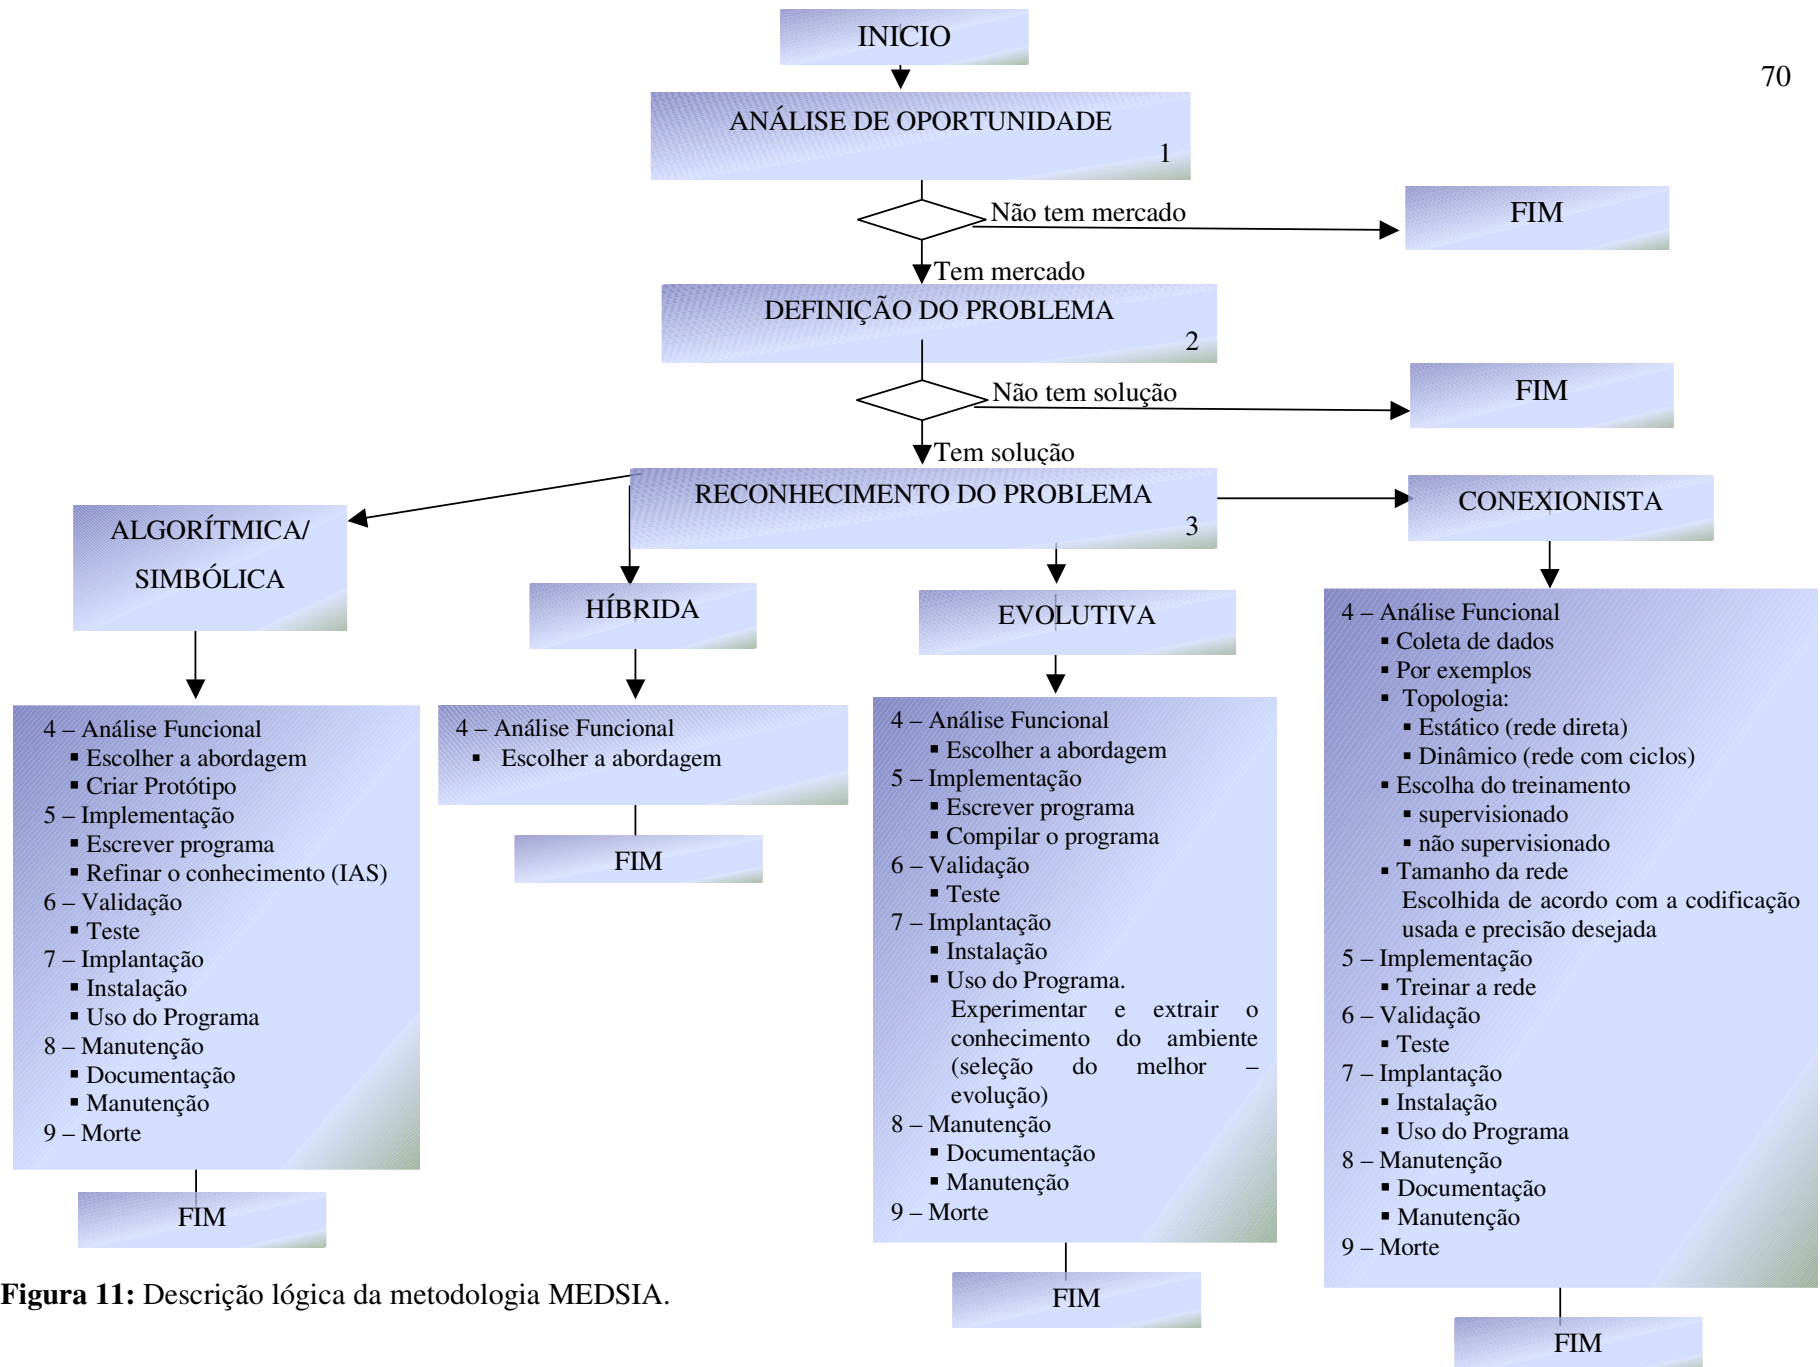 INICIO
70
ANÁLISE DE OPORTUNIDADE
1
Não tem mercado
FIM
Tem mercado
DEFINIÇÃO DO PROBLEMA
2
Não tem solução
FIM
Tem solução
RECONHECIMENTO DO PROBLEMA
3
ALGORÍTMICA/
SIMBÓLICA
HÍBRIDA
EVOLUTIVA
CONEXIONISTA
4 – Análise Funcional
▪ Escolher a abordagem
▪ Criar Protótipo
5 – Implementação
▪ Escrever programa
▪ Refinar o conhecimento (IAS)
6 – Validação
▪ Teste
7 – Implantação
▪ Instalação
▪ Uso do Programa
8 – Manutenção
▪ Documentação
▪ Manutenção
9 – Morte
FIM
4 – Análise Funcional
▪ Escolher a abordagem
FIM
4 – Análise Funcional
▪ Escolher a abordagem
5 – Implementação
▪ Escrever programa
▪ Compilar o programa
6 – Validação
▪ Teste
7 – Implantação
▪ Instalação
▪ Uso do Programa.
Experimentar e extrair o
conhecimento do ambiente
(seleção do melhor –
evolução)
8 – Manutenção
▪ Documentação
▪ Manutenção
9 – Morte
FIM
4 – Análise Funcional
▪ Coleta de dados
▪ Por exemplos
▪ Topologia:
▪ Estático (rede direta)
▪ Dinâmico (rede com ciclos)
▪ Escolha do treinamento
▪ supervisionado
▪ não supervisionado
▪ Tamanho da rede
Escolhida de acordo com a codificação
usada e precisão desejada
5 – Implementação
▪ Treinar a rede
6 – Validação
▪ Teste
7 – Implantação
▪ Instalação
▪ Uso do Programa
8 – Manutenção
▪ Documentação
▪ Manutenção
9 – Morte
FIM
Figura 11: Descrição lógica da metodologia MEDSIA.